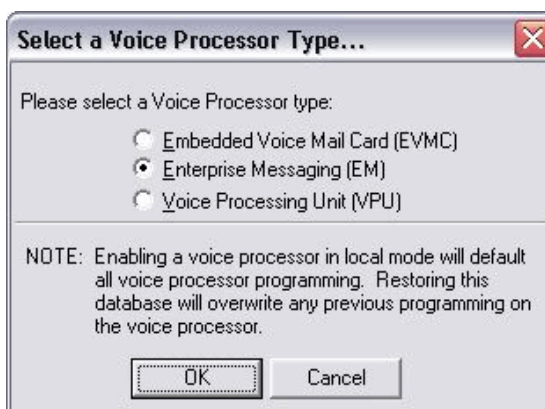 Select a Voice Processor Type...
Please select a Voice Processor type:
Embedded Voice Mail Card (EVMC)
Enterprise Messaging (EM)
Voice Processing Unit (VPU)
NOTE: Enabling a voice processor in local mode will default
all voice processor programming. Restoring this
database will overwrite any previous programming on
the voice processor.
OK Cancel